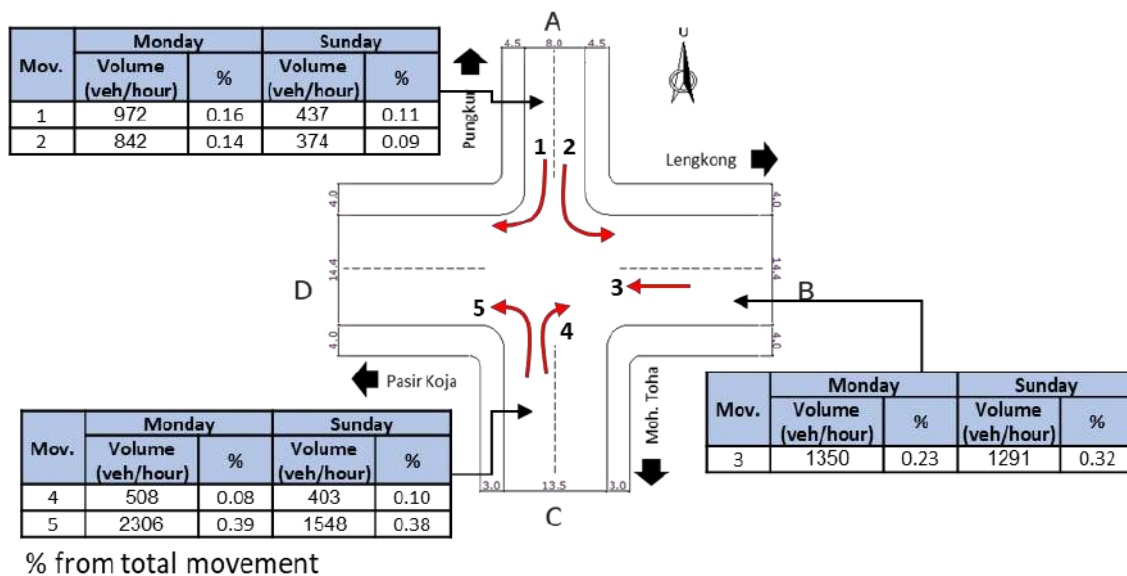 A
4.5 8.0 4.5
U
Mov. Monday Sunday
Volume (veh/hour) % Volume (veh/hour) %
1 972 0.16 437 0.11
2 842 0.14 374 0.09
Pungkur
1 2
Lengkong
4.0 4.0
14.4 14.4
D B
3
5
4
4.0 4.0
Pasir Koja
Moh. Toha
Mov. Monday Sunday
Volume (veh/hour) % Volume (veh/hour) %
3 1350 0.23 1291 0.32
Mov. Monday Sunday
Volume (veh/hour) % Volume (veh/hour) %
4 508 0.08 403 0.10
5 2306 0.39 1548 0.38
3.0 13.5 3.0
C
% from total movement